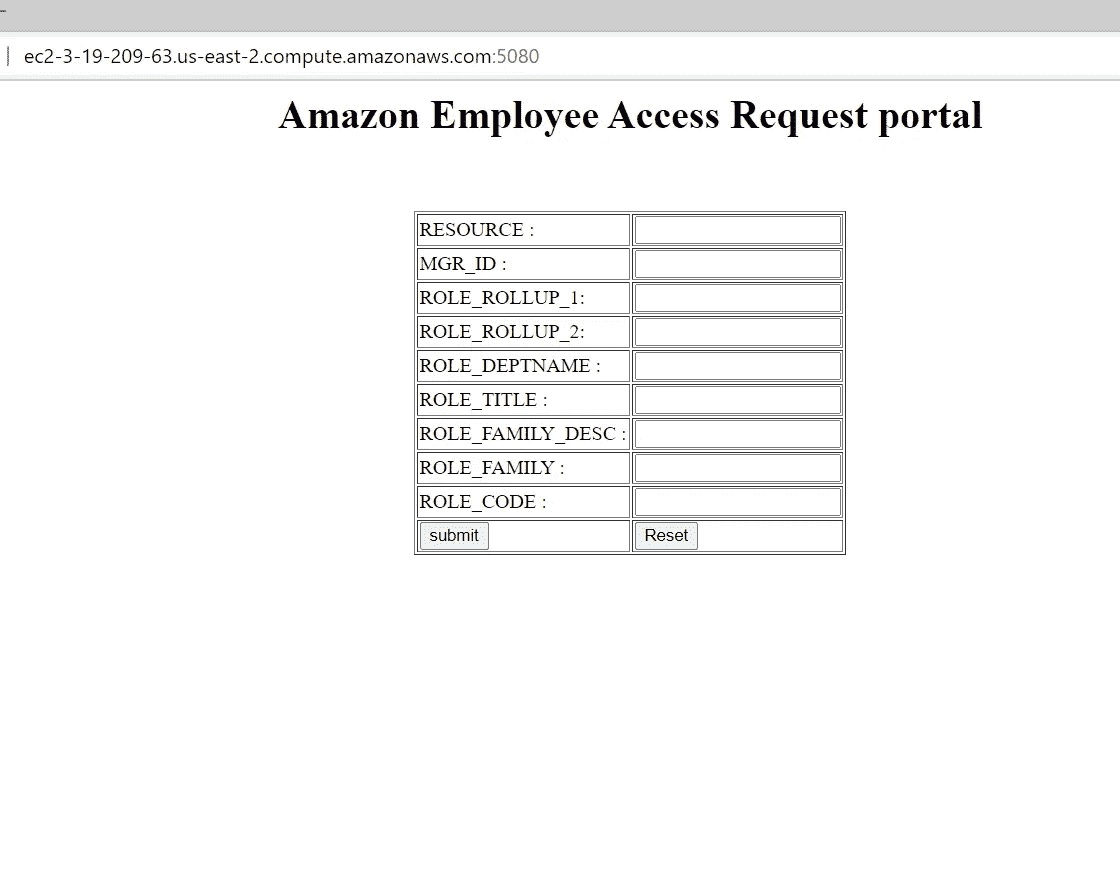 ec2-3-19-209-63.us-east-2.compute.amazonaws.com:5080
Amazon Employee Access Request portal
RESOURCE :
MGR_ID :
ROLE_ROLLUP_1:
ROLE_ROLLUP_2:
ROLE_DEPTNAME :
ROLE_TITLE :
ROLE_FAMILY_DESC :
ROLE_FAMILY :
ROLE_CODE :
submit Reset